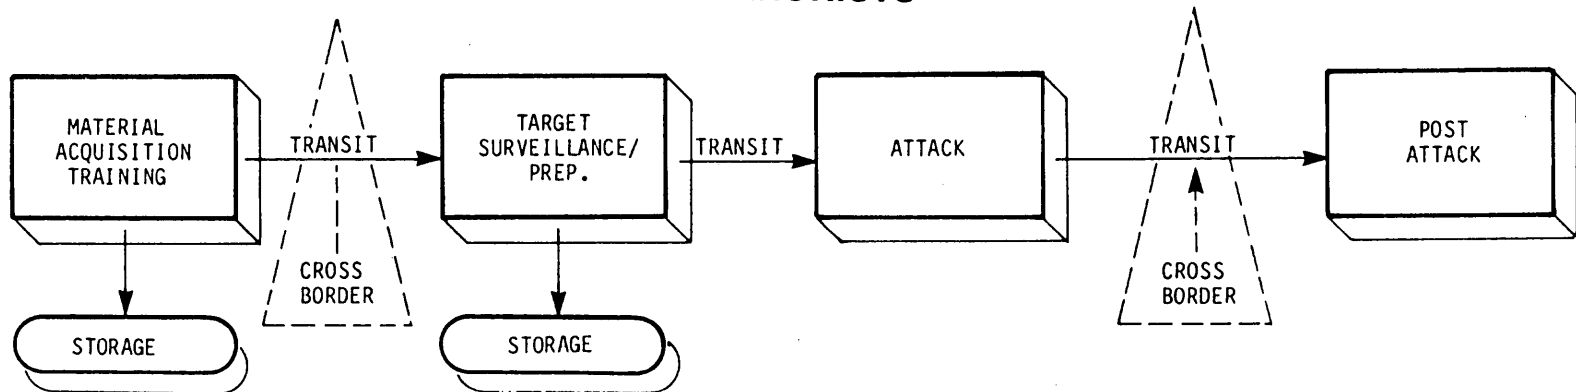 MATERIAL
ACQUISITION
TRAINING
TRANSIT
CROSS
BORDER
TARGET
SURVEILLANCE/
PREP.
TRANSIT
ATTACK
TRANSIT
CROSS
BORDER
POST
ATTACK
STORAGE
STORAGE